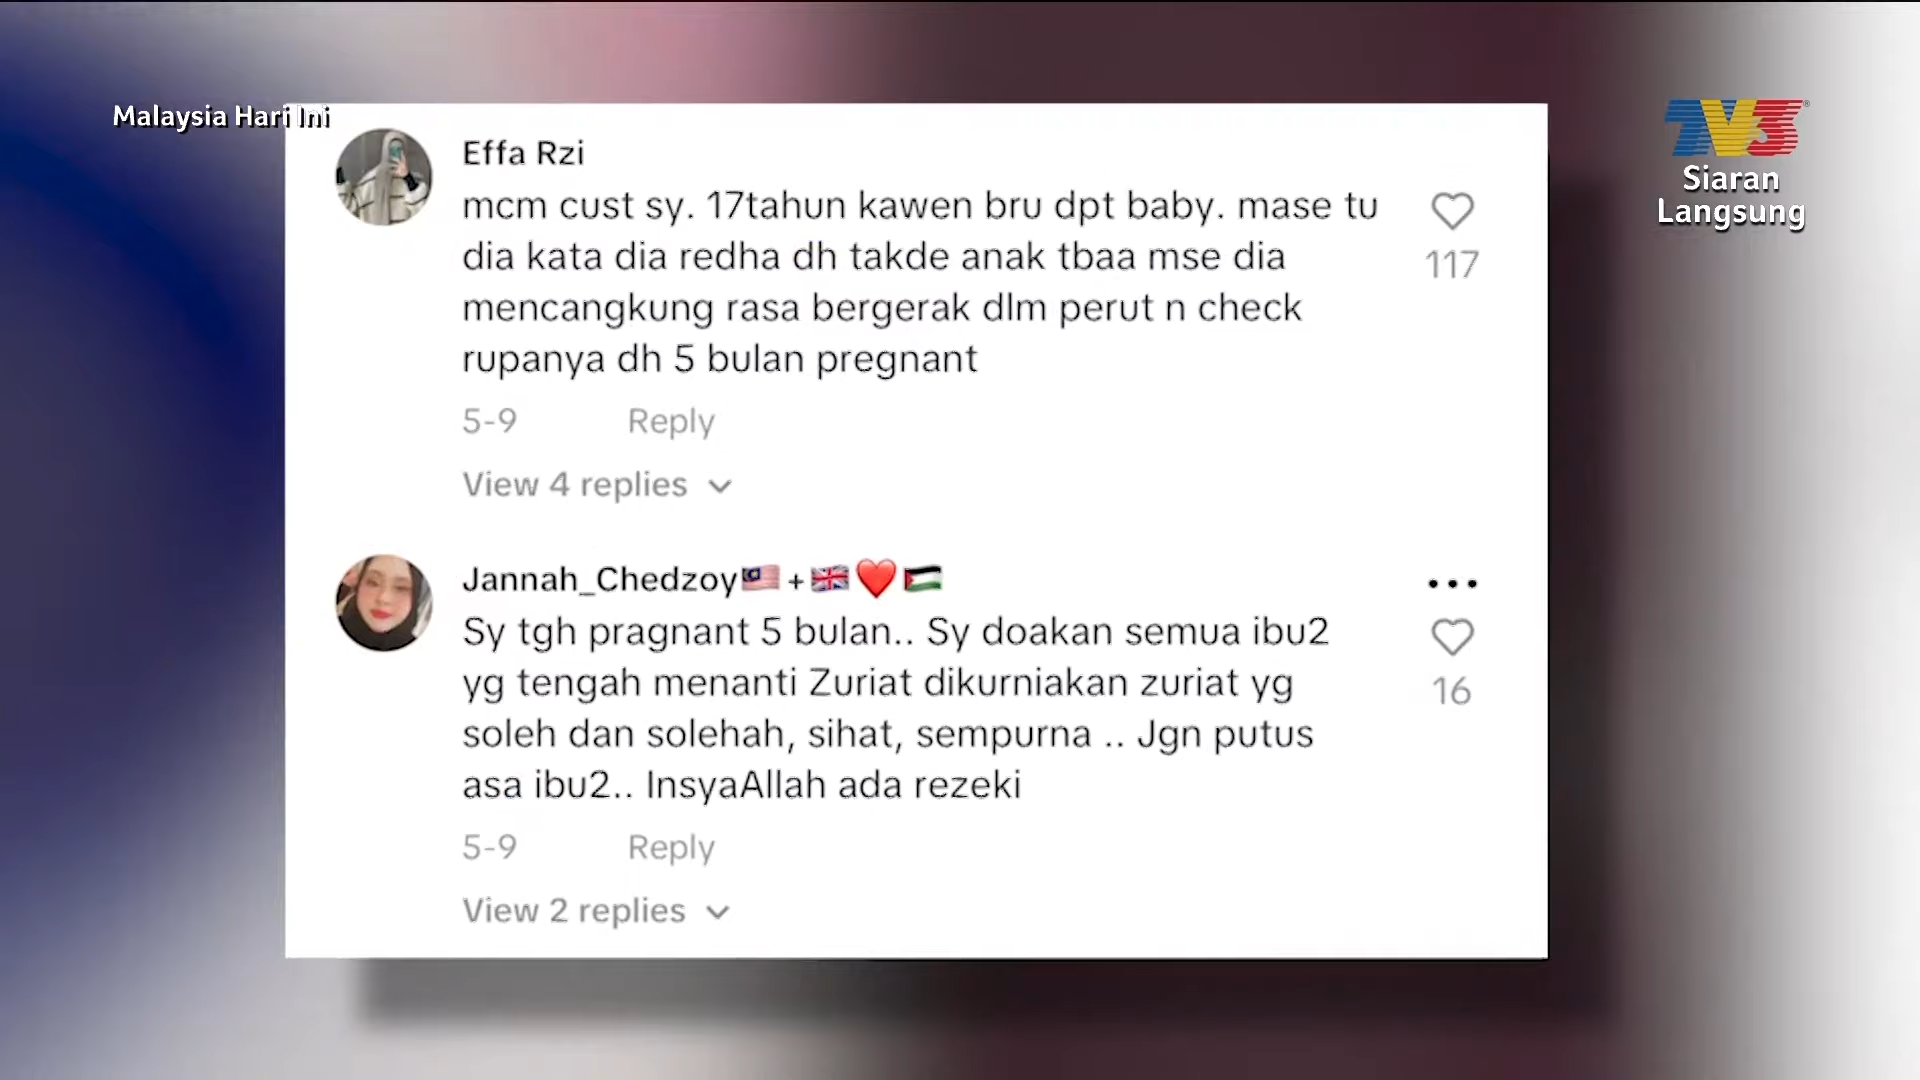 Malaysia Hari Ini
TV3
Siaran
Langsung
Effa Rzi
mcm cust sy. 17tahun kawen bru dpt baby. mase tu
dia kata dia redha dh takde anak tbaa mse dia
mencangkung rasa bergerak dlm perut n check
rupanya dh 5 bulan pregnant
117
5-9 Reply
View 4 replies
Jannah_Chedzoy🇲🇾+🇬🇧❤️🇵🇸
Sy tgh pragnant 5 bulan.. Sy doakan semua ibu2
yg tengah menanti Zuriat dikurniakan zuriat yg
soleh dan solehah, sihat, sempurna .. Jgn putus
asa ibu2.. InsyaAllah ada rezeki
16
5-9 Reply
View 2 replies